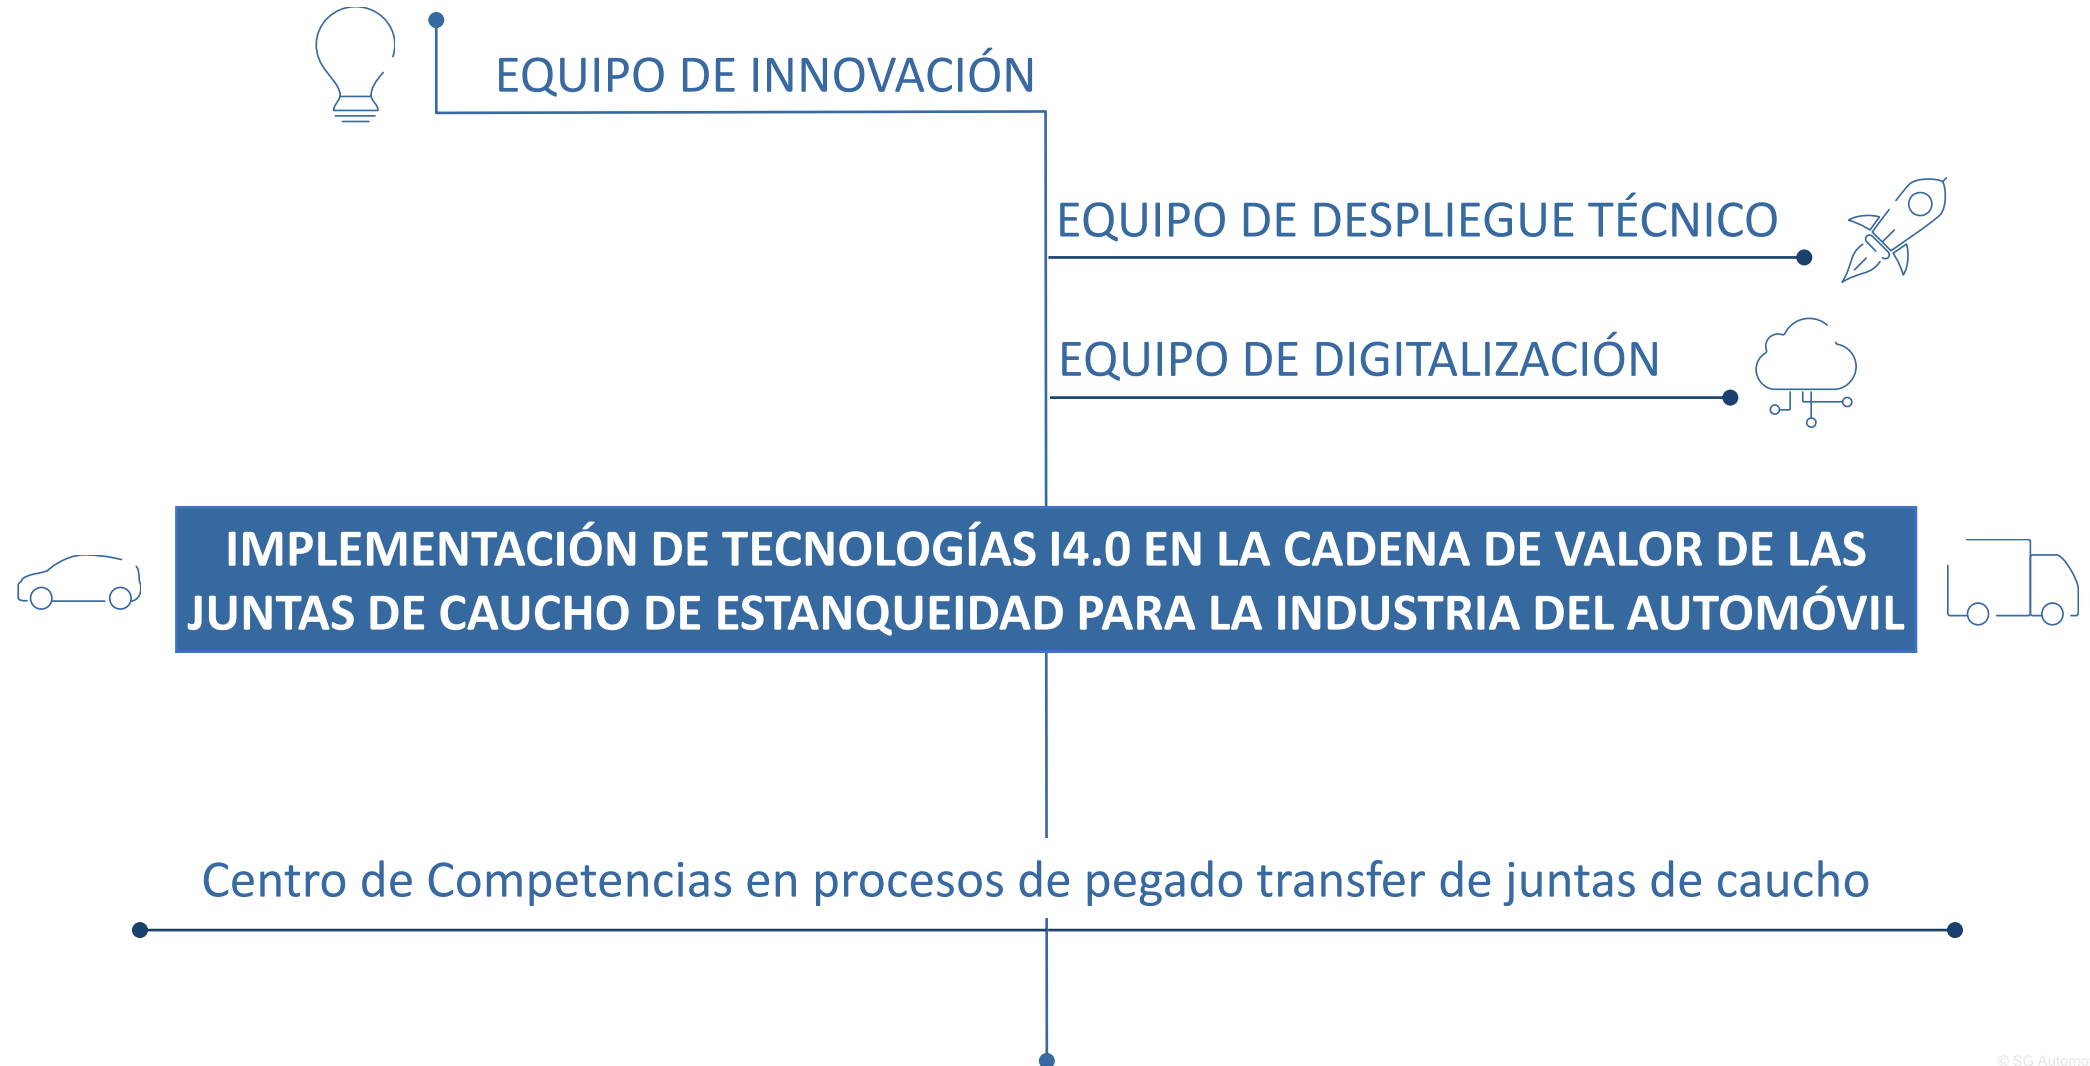 EQUIPO DE INNOVACIÓN
EQUIPO DE DESPLIEGUE TÉCNICO
EQUIPO DE DIGITALIZACIÓN
IMPLEMENTACIÓN DE TECNOLOGÍAS I4.0 EN LA CADENA DE VALOR DE LAS
JUNTAS DE CAUCHO DE ESTANQUEIDAD PARA LA INDUSTRIA DEL AUTOMÓVIL
Centro de Competencias en procesos de pegado transfer de juntas de caucho
© SG Automo